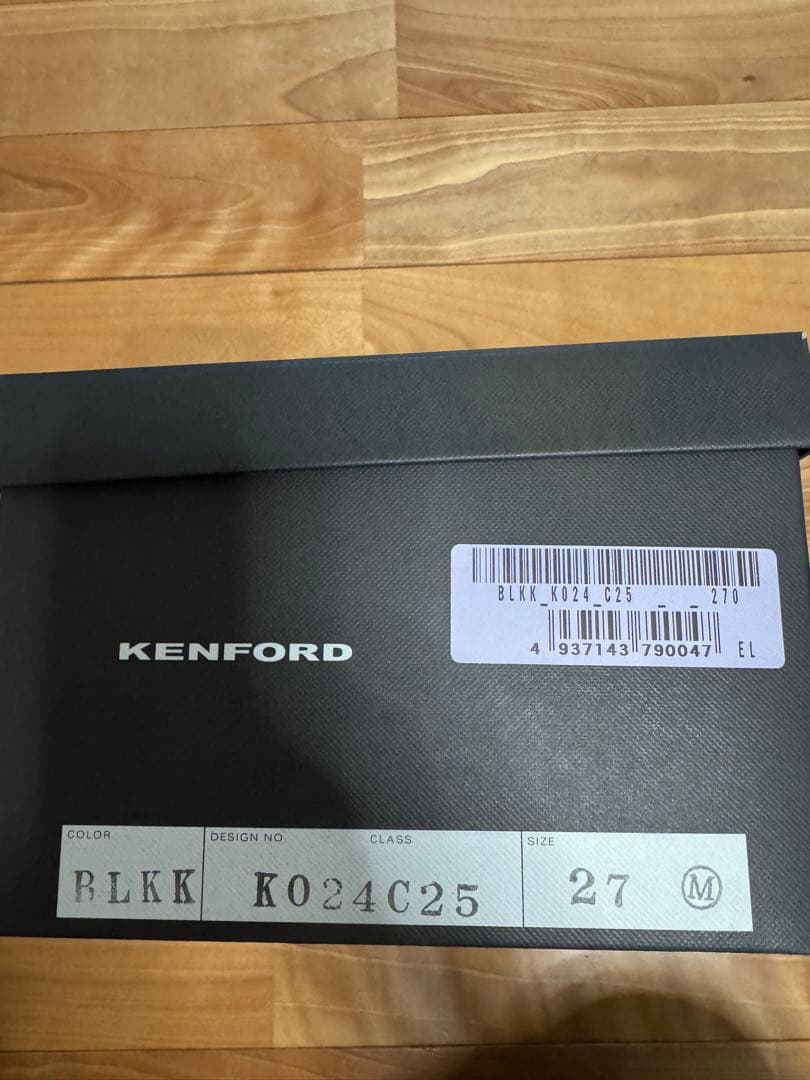 BLKK_K024_C25 _ _ 270
4 937143 790047 EL
KENFORD
COLOR DESIGN NO. CLASS SIZE
BLKK K024C25 27 M